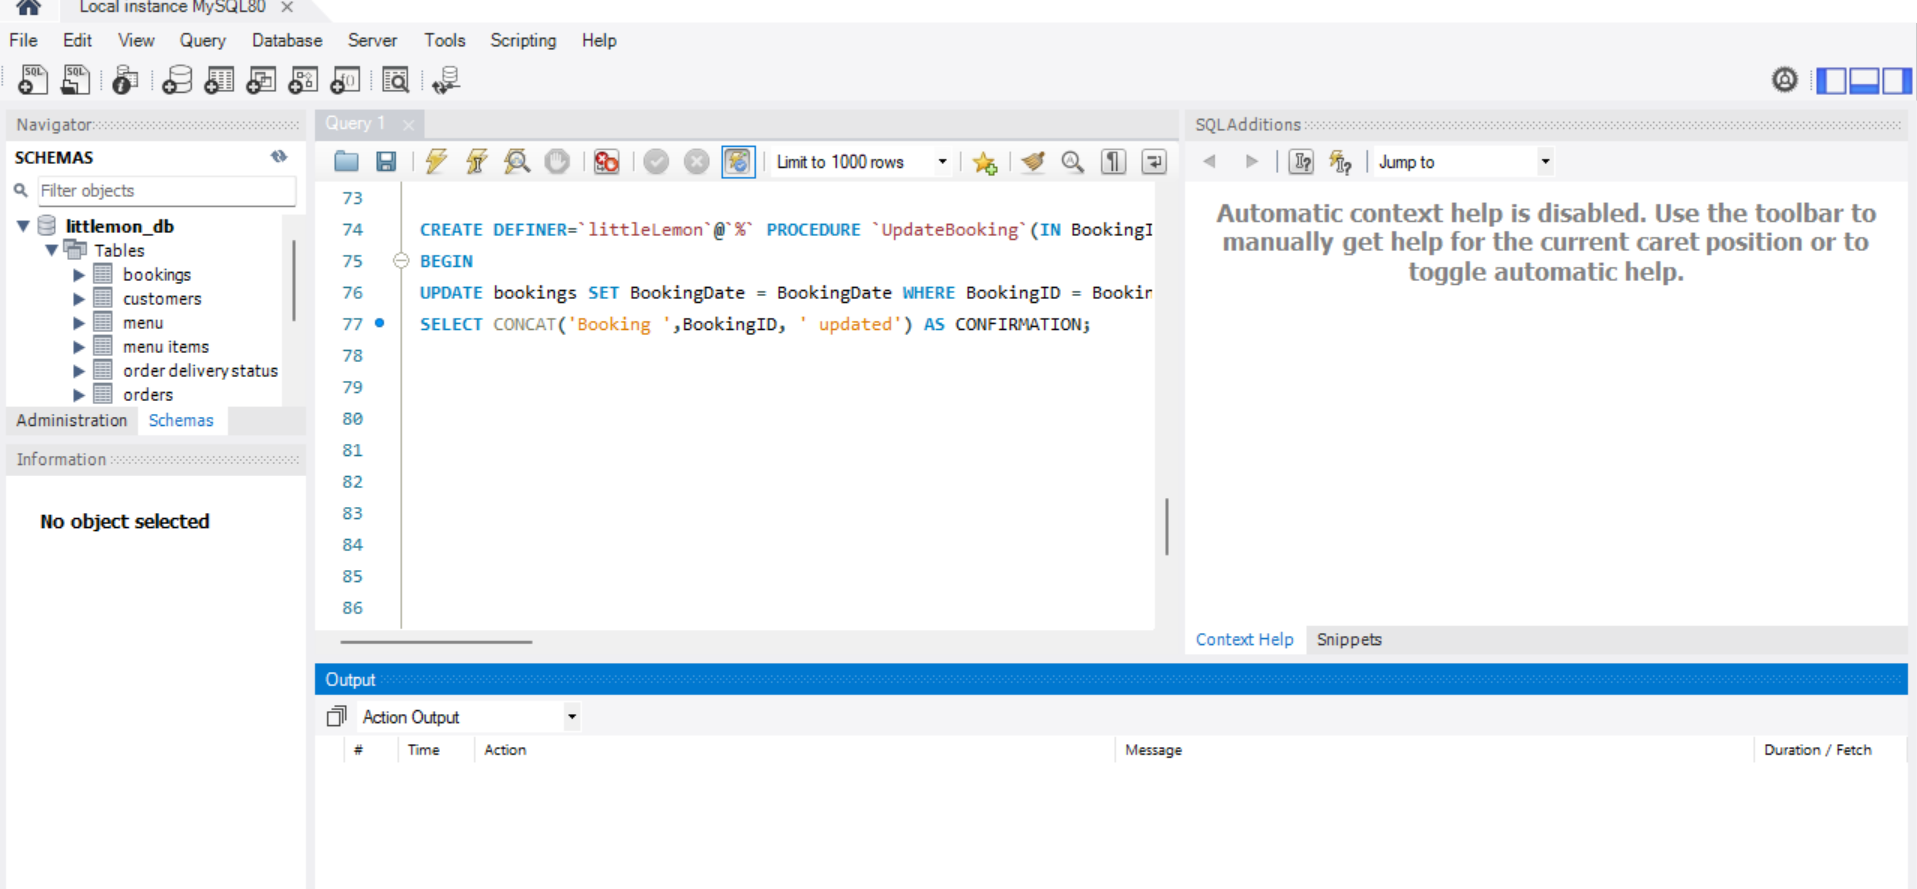 Local instance MySQL80
File Edit View Query Database Server Tools Scripting Help
Navigator
SCHEMAS
Filter objects
littlemon_db
Tables
bookings
customers
menu
menu items
order delivery status
orders
Administration Schemas
Information
No object selected
Query 1
Limit to 1000 rows
73
74 CREATE DEFINER=`littleLemon`@`%` PROCEDURE `UpdateBooking`(IN BookingI
75 BEGIN
76 UPDATE bookings SET BookingDate = BookingDate WHERE BookingID = Bookin
77 SELECT CONCAT('Booking ',BookingID, ' updated') AS CONFIRMATION;
78
79
80
81
82
83
84
85
86
SQLAdditions
Jump to
Automatic context help is disabled. Use the toolbar to
manually get help for the current caret position or to
toggle automatic help.
Context Help Snippets
Output
Action Output
# Time Action Message Duration / Fetch